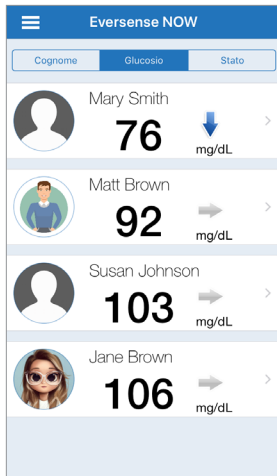 Eversense NOW
Cognome Glucosio Stato
Mary Smith
76 mg/dL
Matt Brown
92 mg/dL
Susan Johnson
103 mg/dL
Jane Brown
106 mg/dL